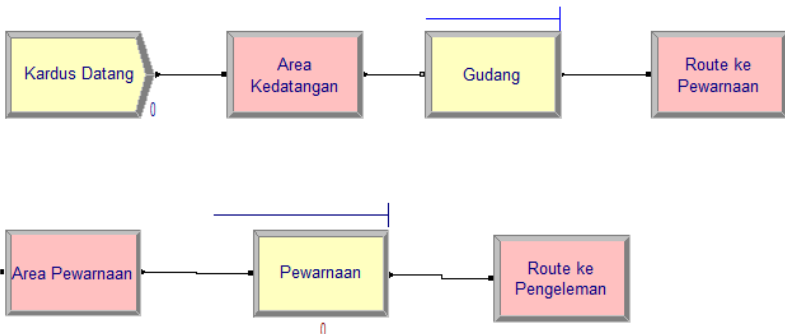 Kardus Datang
0
Area
Kedatangan
Gudang
Route ke
Pewarnaan
Area Pewarnaan
Pewarnaan
0
Route ke
Pengeleman